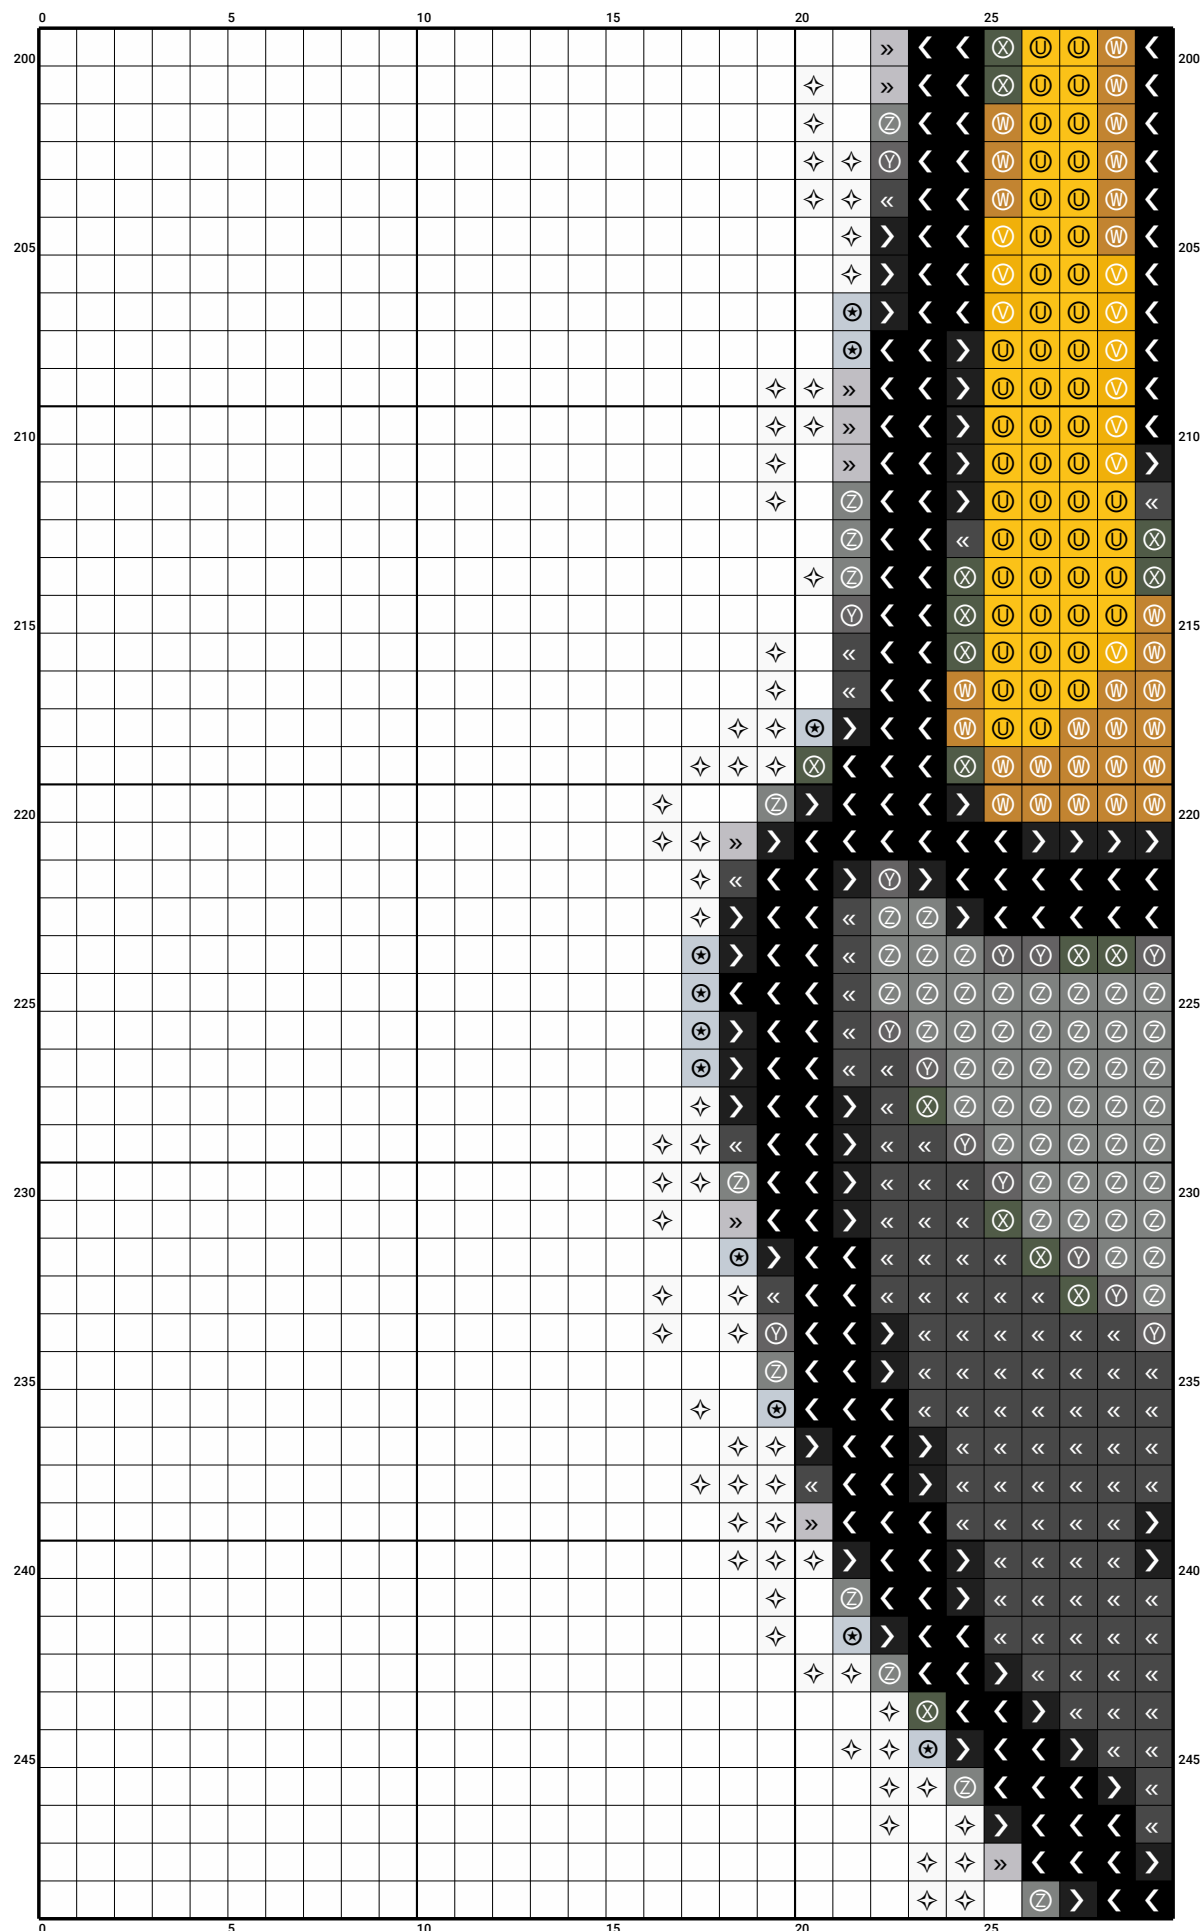 0 5 10 15 20 25
200 » ❮ ❮ Ⓧ Ⓤ Ⓤ Ⓦ ❮ 200
✧ » ❮ ❮ Ⓧ Ⓤ Ⓤ Ⓦ ❮
✧ Ⓩ ❮ ❮ Ⓦ Ⓤ Ⓤ Ⓦ ❮
✧ ✧ Ⓨ ❮ ❮ Ⓦ Ⓤ Ⓤ Ⓦ ❮
✧ ✧ « ❮ ❮ Ⓦ Ⓤ Ⓤ Ⓦ ❮
205 ✧ ❯ ❮ ❮ Ⓥ Ⓤ Ⓤ Ⓦ ❮ 205
✧ ❯ ❮ ❮ Ⓥ Ⓤ Ⓤ Ⓥ ❮
✪ ❯ ❮ ❮ Ⓥ Ⓤ Ⓤ Ⓥ ❮
✪ ❮ ❮ ❯ Ⓤ Ⓤ Ⓤ Ⓥ ❮
✧ ✧ » ❮ ❮ ❯ Ⓤ Ⓤ Ⓤ Ⓥ ❮
210 ✧ ✧ » ❮ ❮ ❯ Ⓤ Ⓤ Ⓤ Ⓥ ❮ 210
✧ » ❮ ❮ ❯ Ⓤ Ⓤ Ⓤ Ⓥ ❯
✧ Ⓩ ❮ ❮ ❯ Ⓤ Ⓤ Ⓤ Ⓤ «
Ⓩ ❮ ❮ « Ⓤ Ⓤ Ⓤ Ⓤ Ⓧ
✧ Ⓩ ❮ ❮ Ⓧ Ⓤ Ⓤ Ⓤ Ⓤ Ⓧ
215 Ⓨ ❮ ❮ Ⓧ Ⓤ Ⓤ Ⓤ Ⓤ Ⓦ 215
✧ « ❮ ❮ Ⓧ Ⓤ Ⓤ Ⓤ Ⓥ Ⓦ
✧ « ❮ ❮ Ⓦ Ⓤ Ⓤ Ⓤ Ⓦ Ⓦ
✧ ✧ ✪ ❯ ❮ ❮ Ⓦ Ⓤ Ⓤ Ⓦ Ⓦ Ⓦ
✧ ✧ ✧ Ⓧ ❮ ❮ ❮ Ⓧ Ⓦ Ⓦ Ⓦ Ⓦ Ⓦ
220 ✧ Ⓩ ❯ ❮ ❮ ❮ ❯ Ⓦ Ⓦ Ⓦ Ⓦ Ⓦ 220
✧ ✧ » ❯ ❮ ❮ ❮ ❮ ❮ ❮ ❯ ❯ ❯ ❯
✧ « ❮ ❮ ❯ Ⓨ ❯ ❮ ❮ ❮ ❮ ❮ ❮
✧ ❯ ❮ ❮ « Ⓩ Ⓩ ❯ ❮ ❮ ❮ ❮ ❮
✪ ❯ ❮ ❮ « Ⓩ Ⓩ Ⓩ Ⓨ Ⓨ Ⓧ Ⓧ Ⓨ
225 ✪ ❮ ❮ ❮ « Ⓩ Ⓩ Ⓩ Ⓩ Ⓩ Ⓩ Ⓩ Ⓩ 225
✪ ❯ ❮ ❮ « Ⓨ Ⓩ Ⓩ Ⓩ Ⓩ Ⓩ Ⓩ Ⓩ
✪ ❯ ❮ ❮ « « Ⓨ Ⓩ Ⓩ Ⓩ Ⓩ Ⓩ Ⓩ
✧ ❯ ❮ ❮ ❯ « Ⓧ Ⓩ Ⓩ Ⓩ Ⓩ Ⓩ Ⓩ
✧ ✧ « ❮ ❮ ❯ « « Ⓨ Ⓩ Ⓩ Ⓩ Ⓩ Ⓩ
230 ✧ ✧ Ⓩ ❮ ❮ ❯ « « « Ⓨ Ⓩ Ⓩ Ⓩ Ⓩ 230
✧ » ❮ ❮ ❯ « « « Ⓧ Ⓩ Ⓩ Ⓩ Ⓩ
✪ ❯ ❮ ❮ « « « « Ⓧ Ⓨ Ⓩ Ⓩ
✧ ✧ « ❮ ❮ « « « « « Ⓧ Ⓨ Ⓩ
✧ ✧ Ⓨ ❮ ❮ ❯ « « « « « « Ⓨ
235 Ⓩ ❮ ❮ ❯ « « « « « « « 235
✧ ✪ ❮ ❮ ❮ « « « « « « «
✧ ✧ ❯ ❮ ❮ ❯ « « « « « «
✧ ✧ ✧ « ❮ ❮ ❯ « « « « « «
✧ ✧ » ❮ ❮ ❮ « « « « « ❯
240 ✧ ✧ ✧ ❯ ❮ ❮ ❯ « « « « ❯ 240
✧ Ⓩ ❮ ❮ ❯ « « « « «
✧ ✪ ❯ ❮ ❮ « « « « «
✧ ✧ Ⓩ ❮ ❮ ❯ « « « «
✧ Ⓧ ❮ ❮ ❯ « « «
245 ✧ ✧ ✪ ❯ ❮ ❮ ❯ « « 245
✧ ✧ Ⓩ ❮ ❮ ❮ ❯ «
✧ ✧ ❯ ❮ ❮ ❮ «
✧ ✧ » ❮ ❮ ❮ ❯
✧ ✧ Ⓩ ❯ ❮ ❮
0 5 10 15 20 25